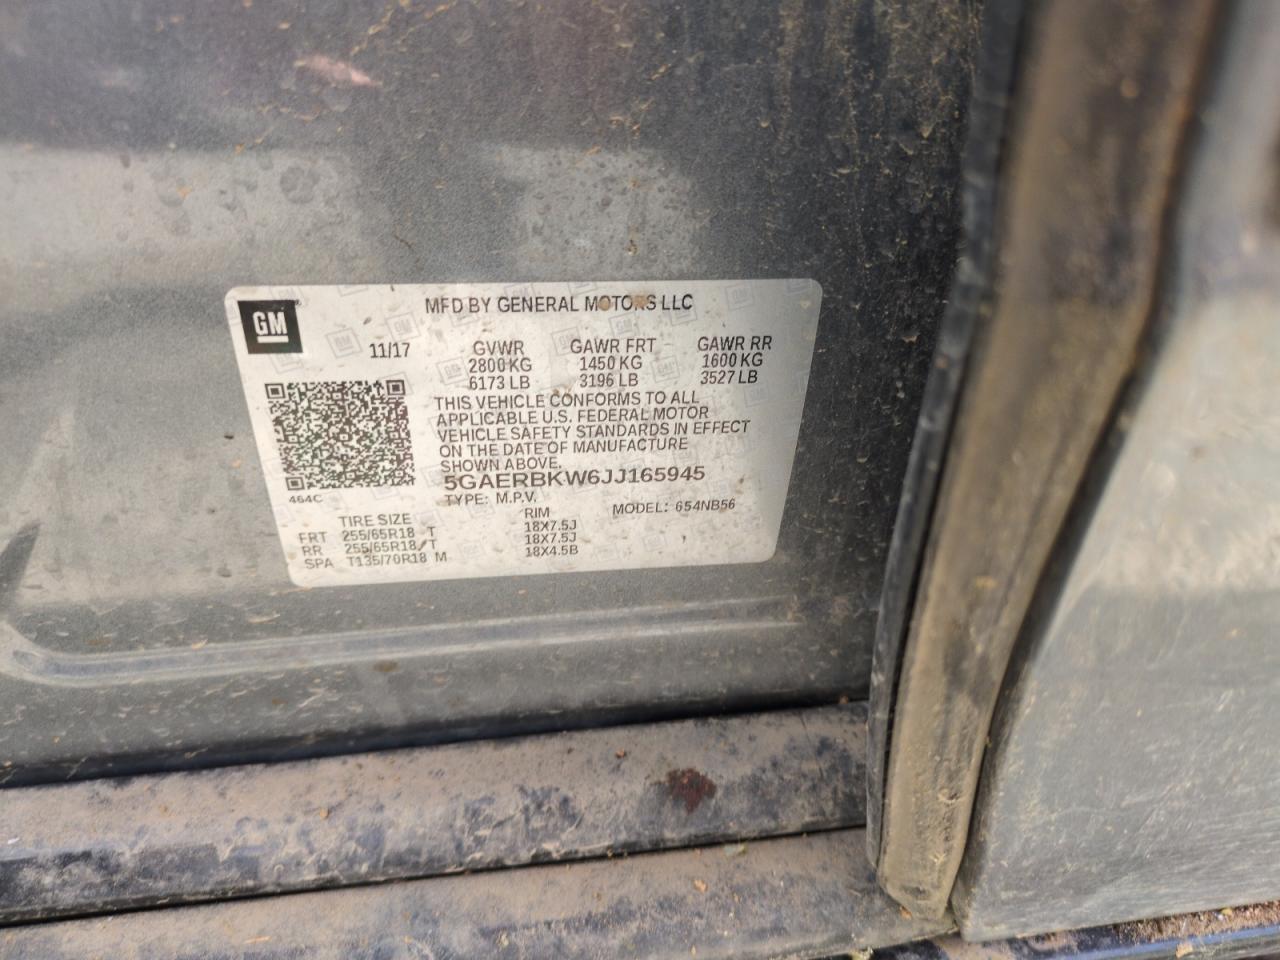 MFD BY GENERAL MOTORS LLC
GM
11/17
GVWR GAWR FRT GAWR RR
2800 KG 1450 KG 1600 KG
6173 LB 3196 LB 3527 LB
THIS VEHICLE CONFORMS TO ALL
APPLICABLE U.S. FEDERAL MOTOR
VEHICLE SAFETY STANDARDS IN EFFECT
ON THE DATE OF MANUFACTURE
SHOWN ABOVE.
5GAERBKW6JJ165945
464C
TYPE: M.P.V. MODEL: 654NB56
TIRE SIZE RIM
FRT 255/65R18 T 18X7.5J
RR 255/65R18 T 18X7.5J
SPA T135/70R18 M 18X4.5B